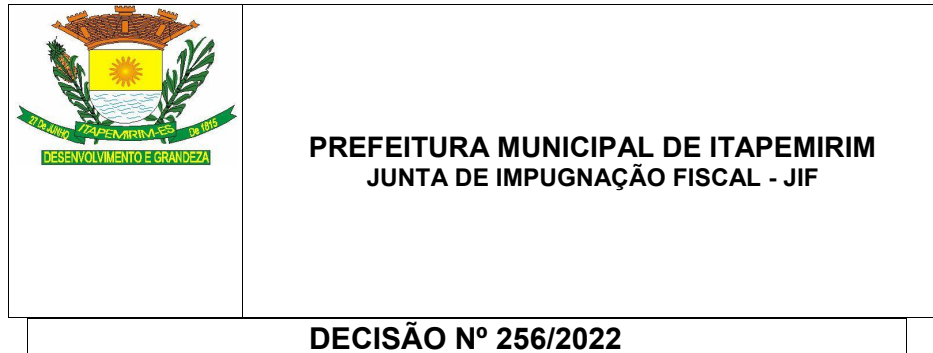 27 De JUNHO ITAPEMIRIM-ES De 1815
DESENVOLVIMENTO E GRANDEZA
PREFEITURA MUNICIPAL DE ITAPEMIRIM
JUNTA DE IMPUGNAÇÃO FISCAL - JIF
DECISÃO Nº 256/2022